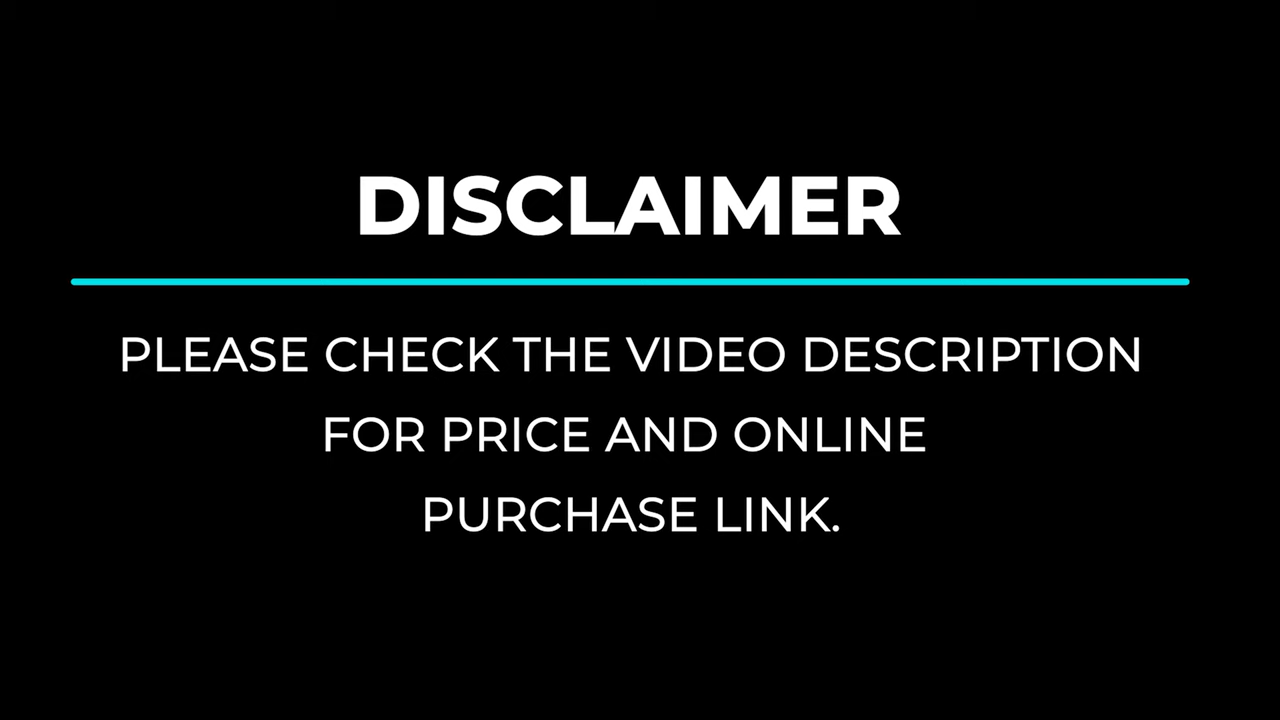 DISCLAIMER
PLEASE CHECK THE VIDEO DESCRIPTION
FOR PRICE AND ONLINE
PURCHASE LINK.